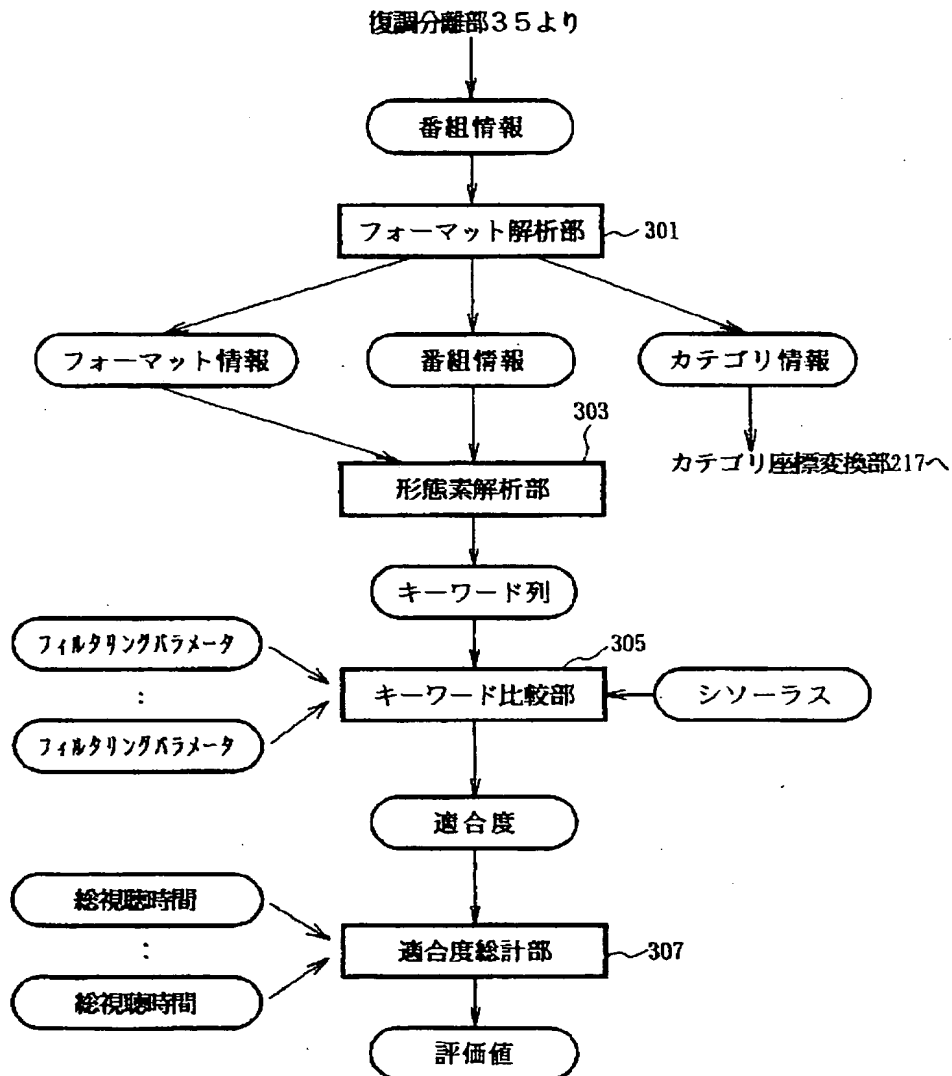 復調分離部35より
番組情報
フォーマット解析部 301
フォーマット情報 番組情報 カテゴリ情報
303
カテゴリ座標変換部217へ
形態素解析部
キーワード列
フィルタリングパラメータ
305
キーワード比較部 シソーラス
:
フィルタリングパラメータ
適合度
総視聴時間
:
適合度総計部 307
総視聴時間
評価値